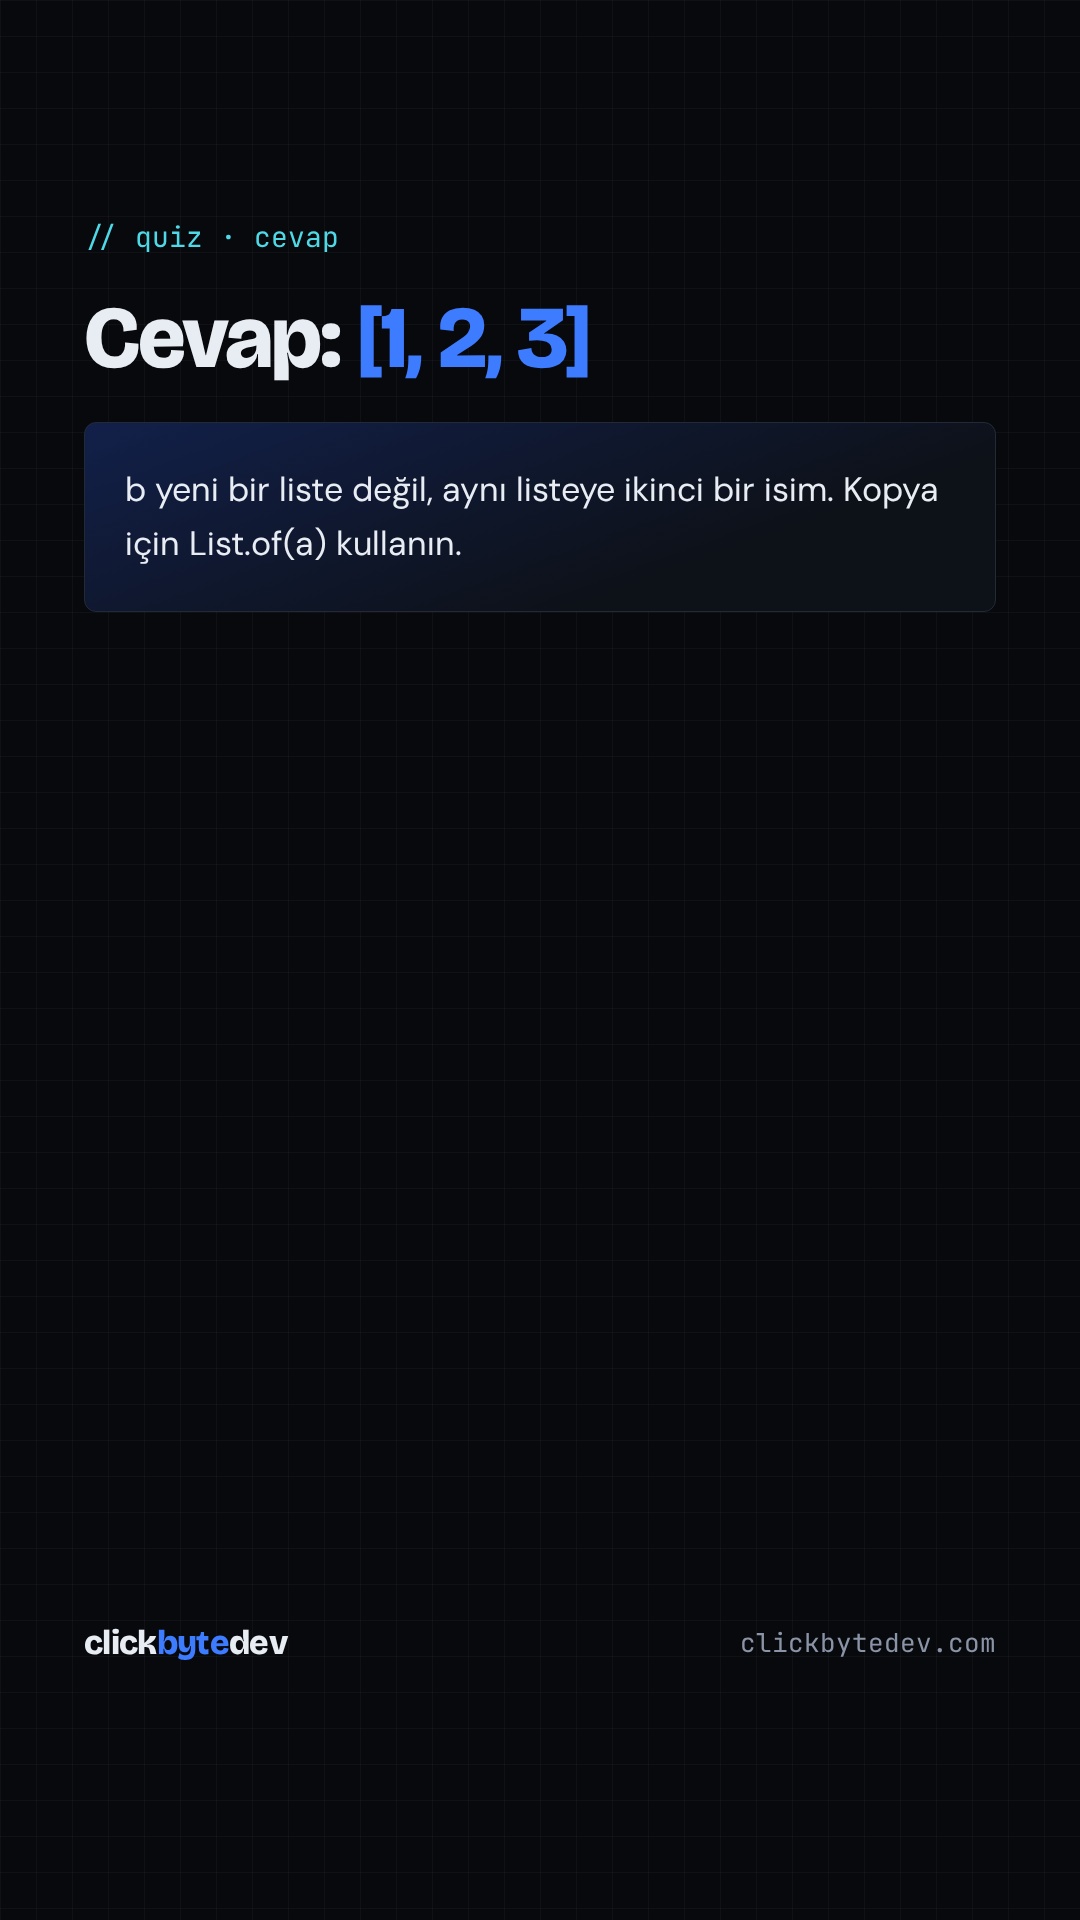 // quiz · cevap
Cevap: [1, 2, 3]
b yeni bir liste değil, aynı listeye ikinci bir isim. Kopya
için List.of(a) kullanın.
clickbytedev
clickbytedev.com